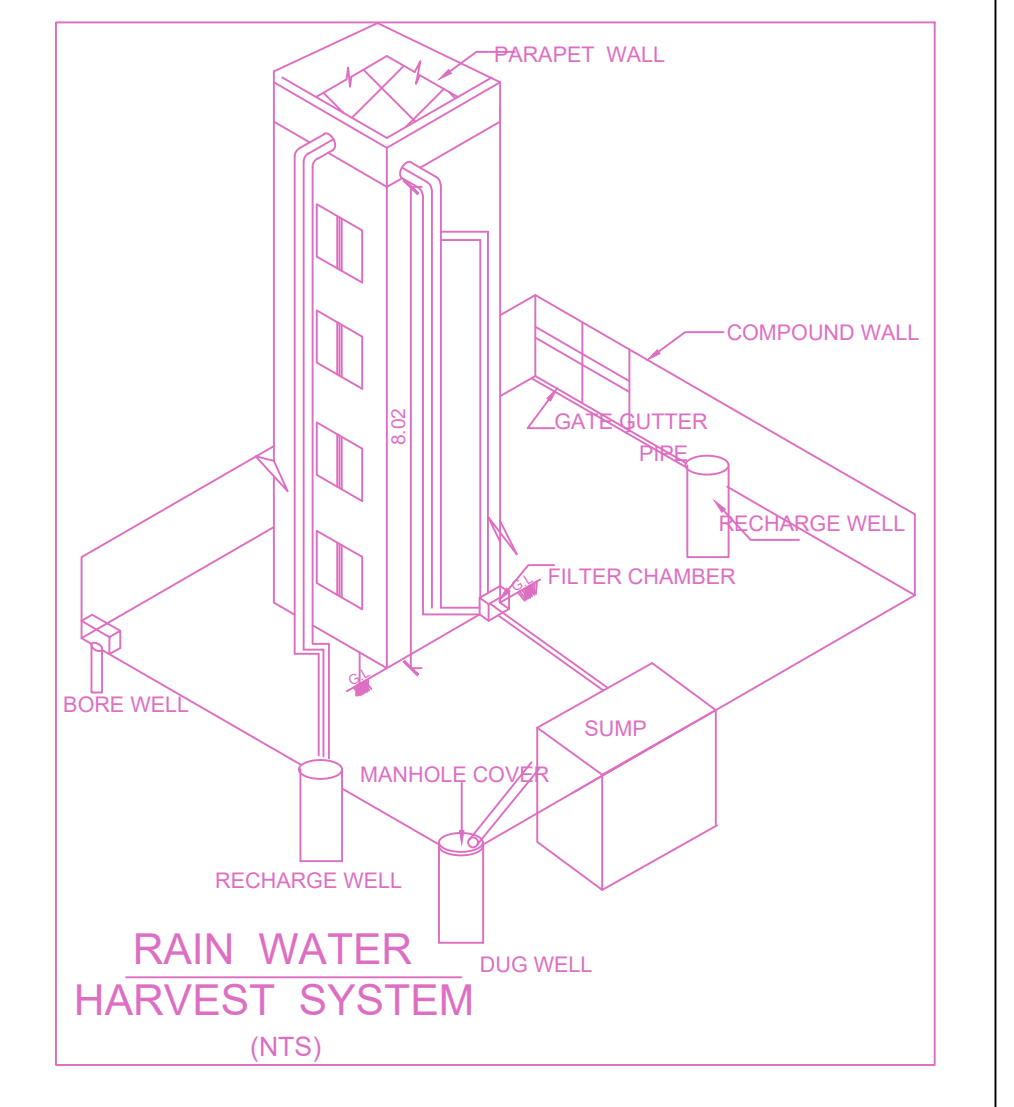 PARAPET WALL
COMPOUND WALL
8.02
GATE GUTTER
PIPE
RECHARGE WELL
G.L
FILTER CHAMBER
G.L
BORE WELL
SUMP
MANHOLE COVER
RECHARGE WELL
DUG WELL
RAIN WATER
HARVEST SYSTEM
(NTS)